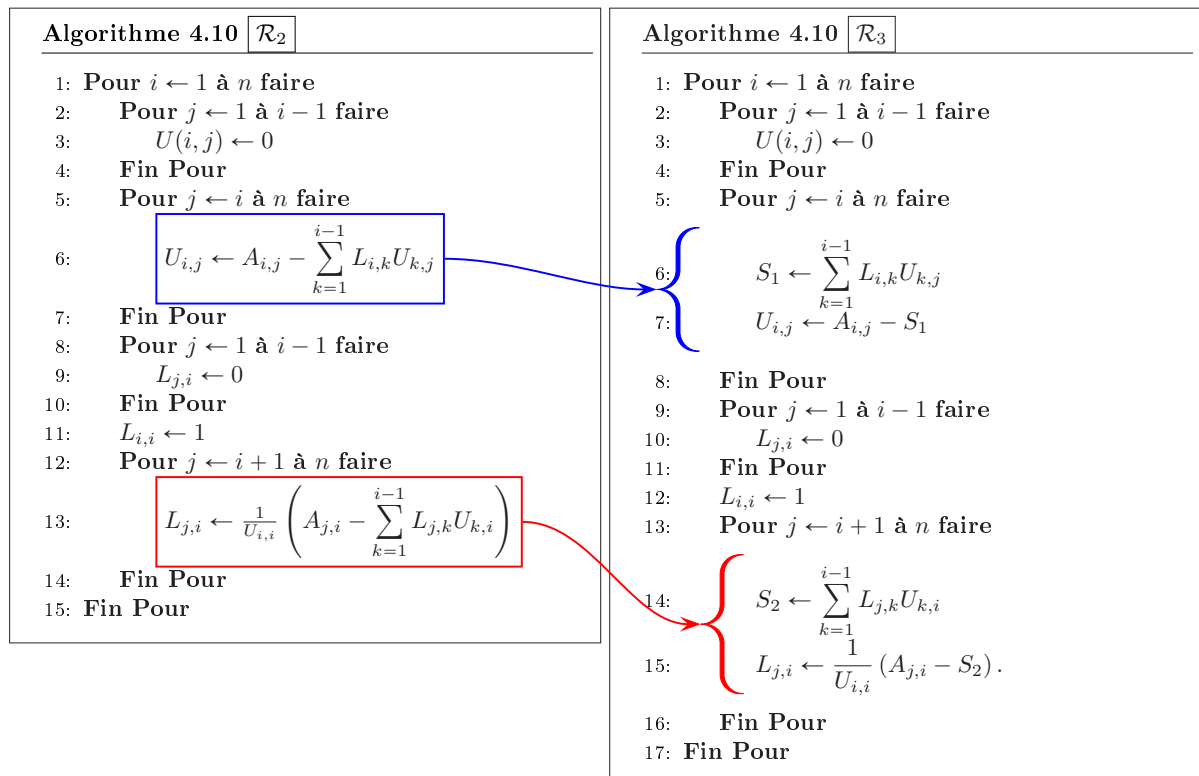 Algorithme 4.10 R₂
1: Pour i ← 1 à n faire
2: Pour j ← 1 à i − 1 faire
3: U(i, j) ← 0
4: Fin Pour
5: Pour j ← i à n faire
6: U_{i,j} ← A_{i,j} − \sum_{k=1}^{i−1} L_{i,k}U_{k,j}
7: Fin Pour
8: Pour j ← 1 à i − 1 faire
9: L_{j,i} ← 0
10: Fin Pour
11: L_{i,i} ← 1
12: Pour j ← i + 1 à n faire
13: L_{j,i} ← \frac{1}{U_{i,i}} ( A_{j,i} − \sum_{k=1}^{i−1} L_{j,k}U_{k,i} )
14: Fin Pour
15: Fin Pour
Algorithme 4.10 R₃
1: Pour i ← 1 à n faire
2: Pour j ← 1 à i − 1 faire
3: U(i, j) ← 0
4: Fin Pour
5: Pour j ← i à n faire
6: S₁ ← \sum_{k=1}^{i−1} L_{i,k}U_{k,j}
7: U_{i,j} ← A_{i,j} − S₁
8: Fin Pour
9: Pour j ← 1 à i − 1 faire
10: L_{j,i} ← 0
11: Fin Pour
12: L_{i,i} ← 1
13: Pour j ← i + 1 à n faire
14: S₂ ← \sum_{k=1}^{i−1} L_{j,k}U_{k,i}
15: L_{j,i} ← \frac{1}{U_{i,i}} (A_{j,i} − S₂) .
16: Fin Pour
17: Fin Pour